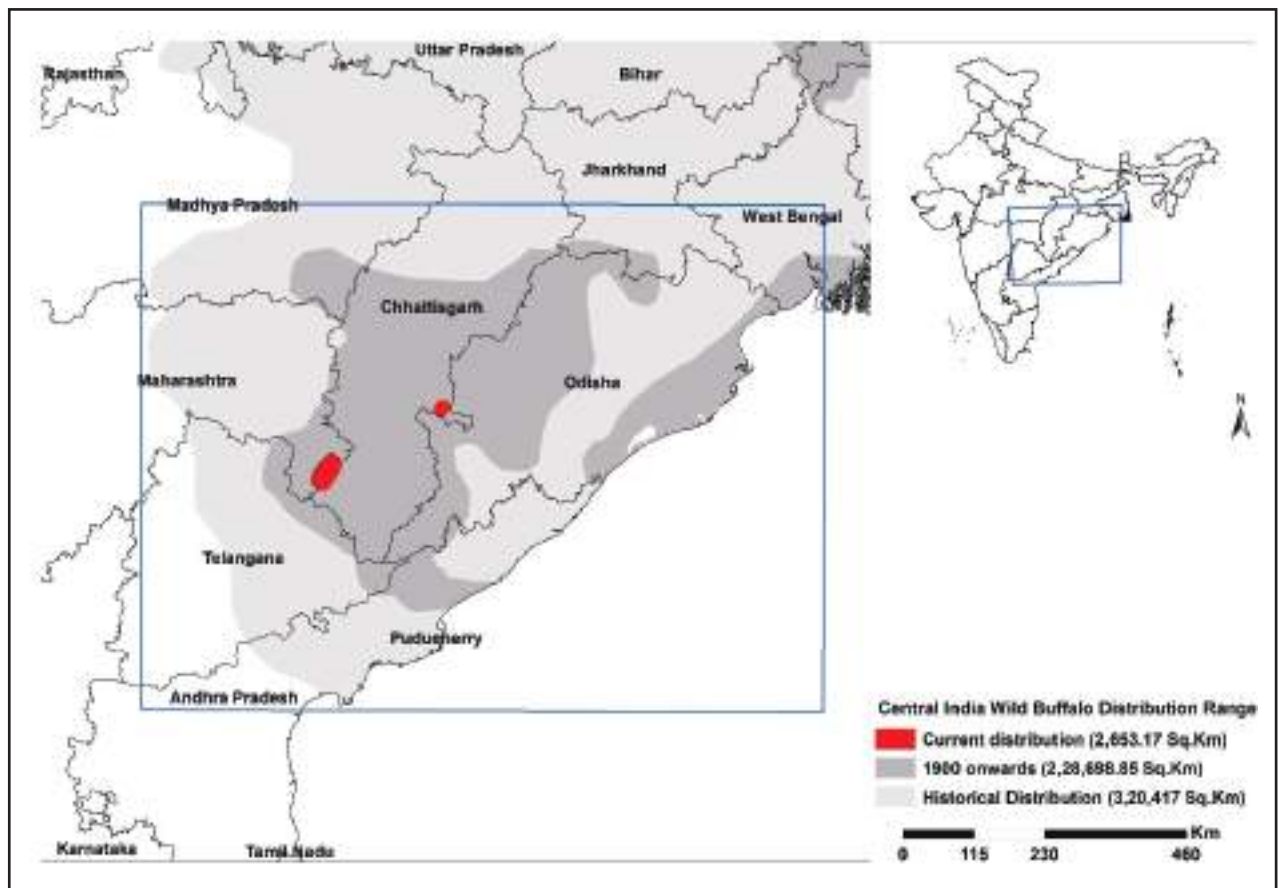 Uttar Pradesh
Rajasthan
Bihar
Jharkhand
Madhya Pradesh
West Bengal
Chhattisgarh
Maharashtra
Odisha
Telangana
Puducherry
Andhra Pradesh
Karnataka
Tamil Nadu
N
Central India Wild Buffalo Distribution Range
Current distribution (2,653.17 Sq.Km)
1900 onwards (2,28,698.85 Sq.Km)
Historical Distribution (3,20,417 Sq.Km)
Km
0 115 230 460